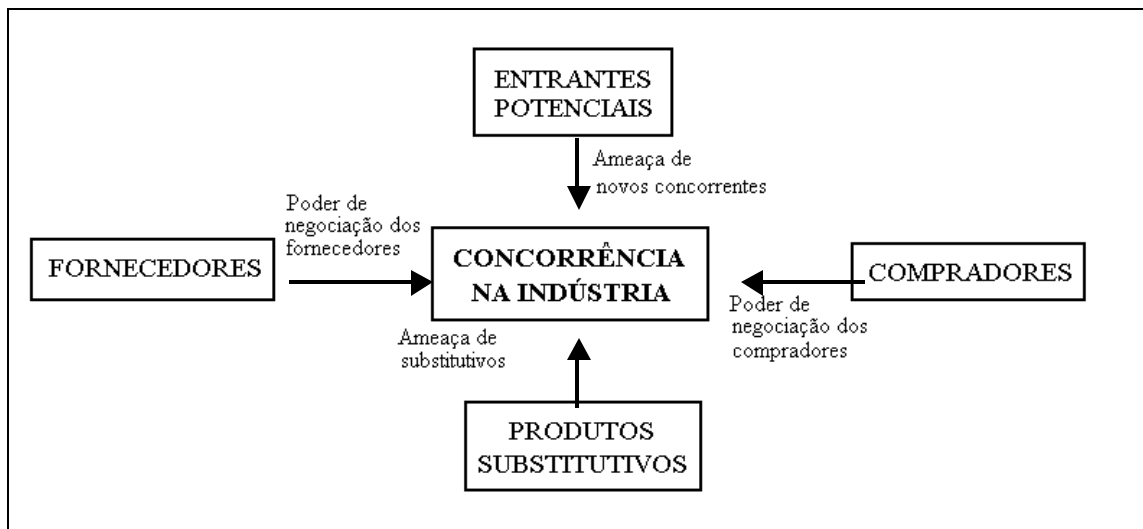 ENTRANTES
POTENCIAIS
Ameaça de
novos concorrentes
Poder de
negociação dos
fornecedores
FORNECEDORES
CONCORRÊNCIA
NA INDÚSTRIA
COMPRADORES
Poder de
negociação dos
compradores
Ameaça de
substitutivos
PRODUTOS
SUBSTITUTIVOS